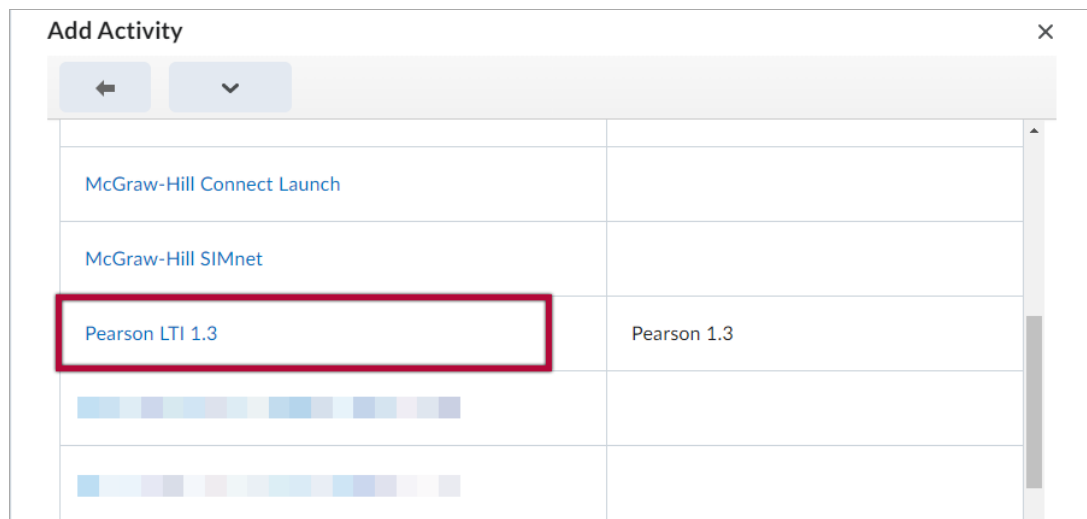 Add Activity
McGraw-Hill Connect Launch
McGraw-Hill SIMnet
Pearson LTI 1.3
Pearson 1.3